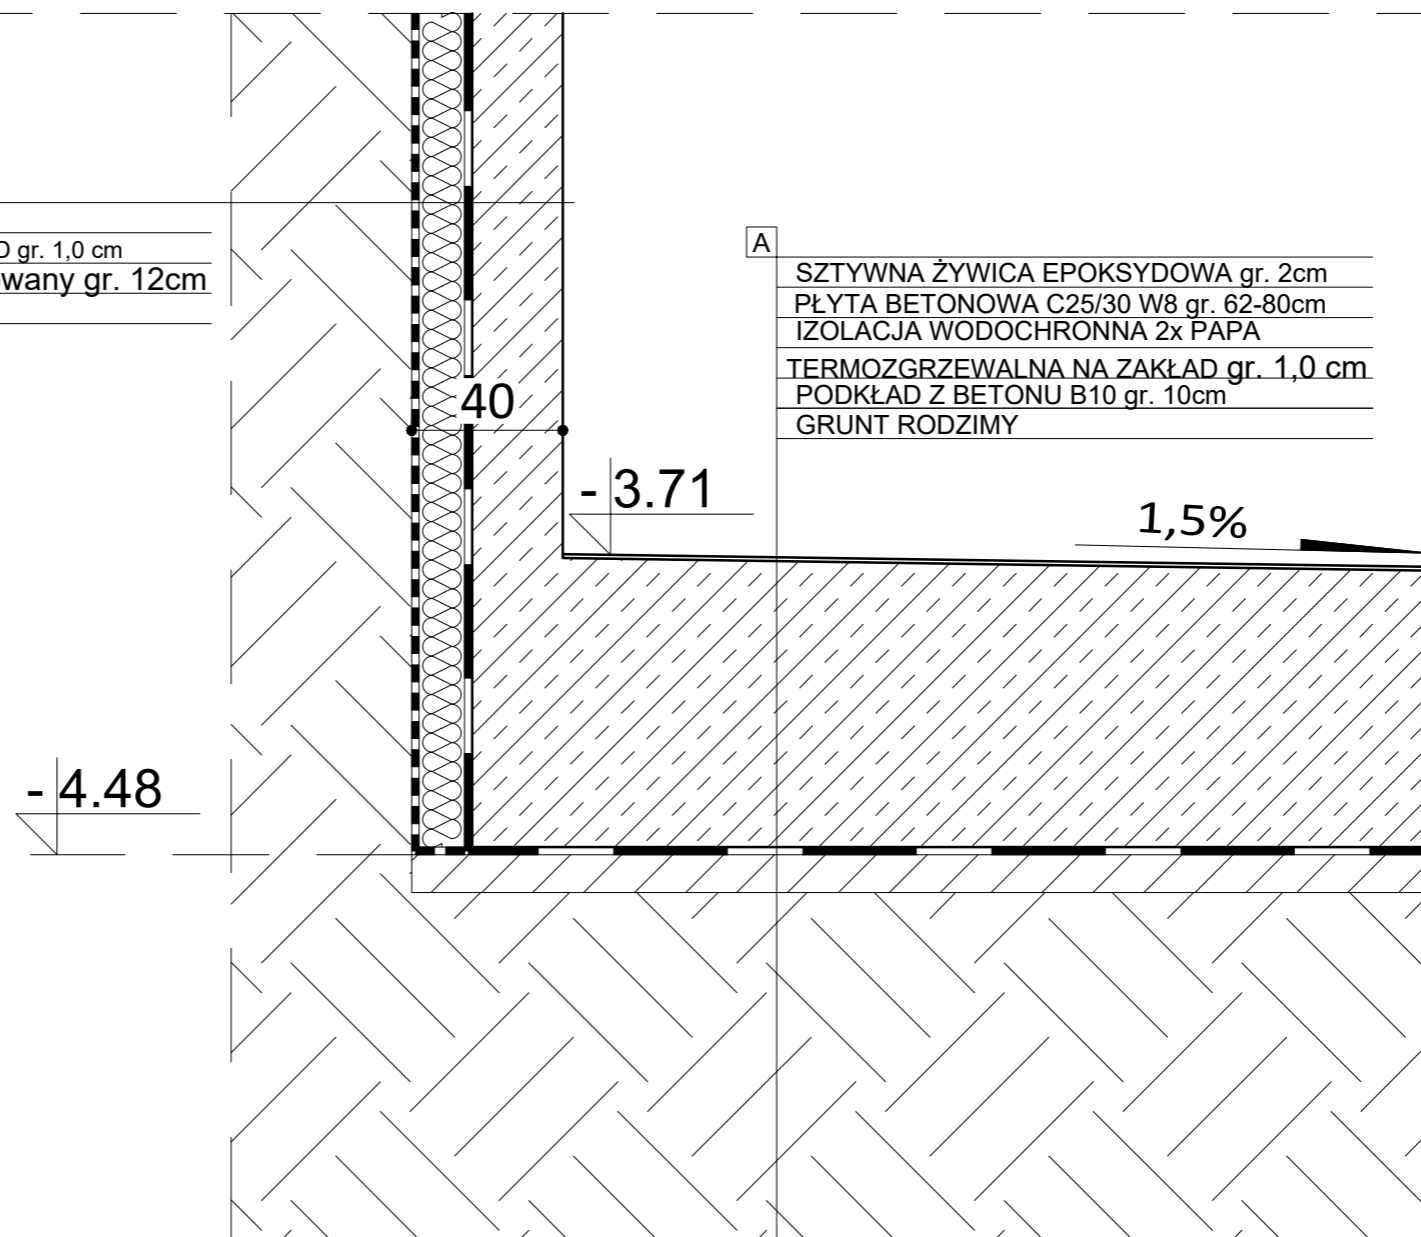 gr. 1,0 cm
gr. 12cm
A
SZTYWNA ŻYWICA EPOKSYDOWA gr. 2cm
PŁYTA BETONOWA C25/30 W8 gr. 62-80cm
IZOLACJA WODOCHRONNA 2x PAPA
TERMOZGRZEWALNA NA ZAKŁAD gr. 1,0 cm
PODKŁAD Z BETONU B10 gr. 10cm
GRUNT RODZIMY
40
- 3.71
1,5%
- 4.48